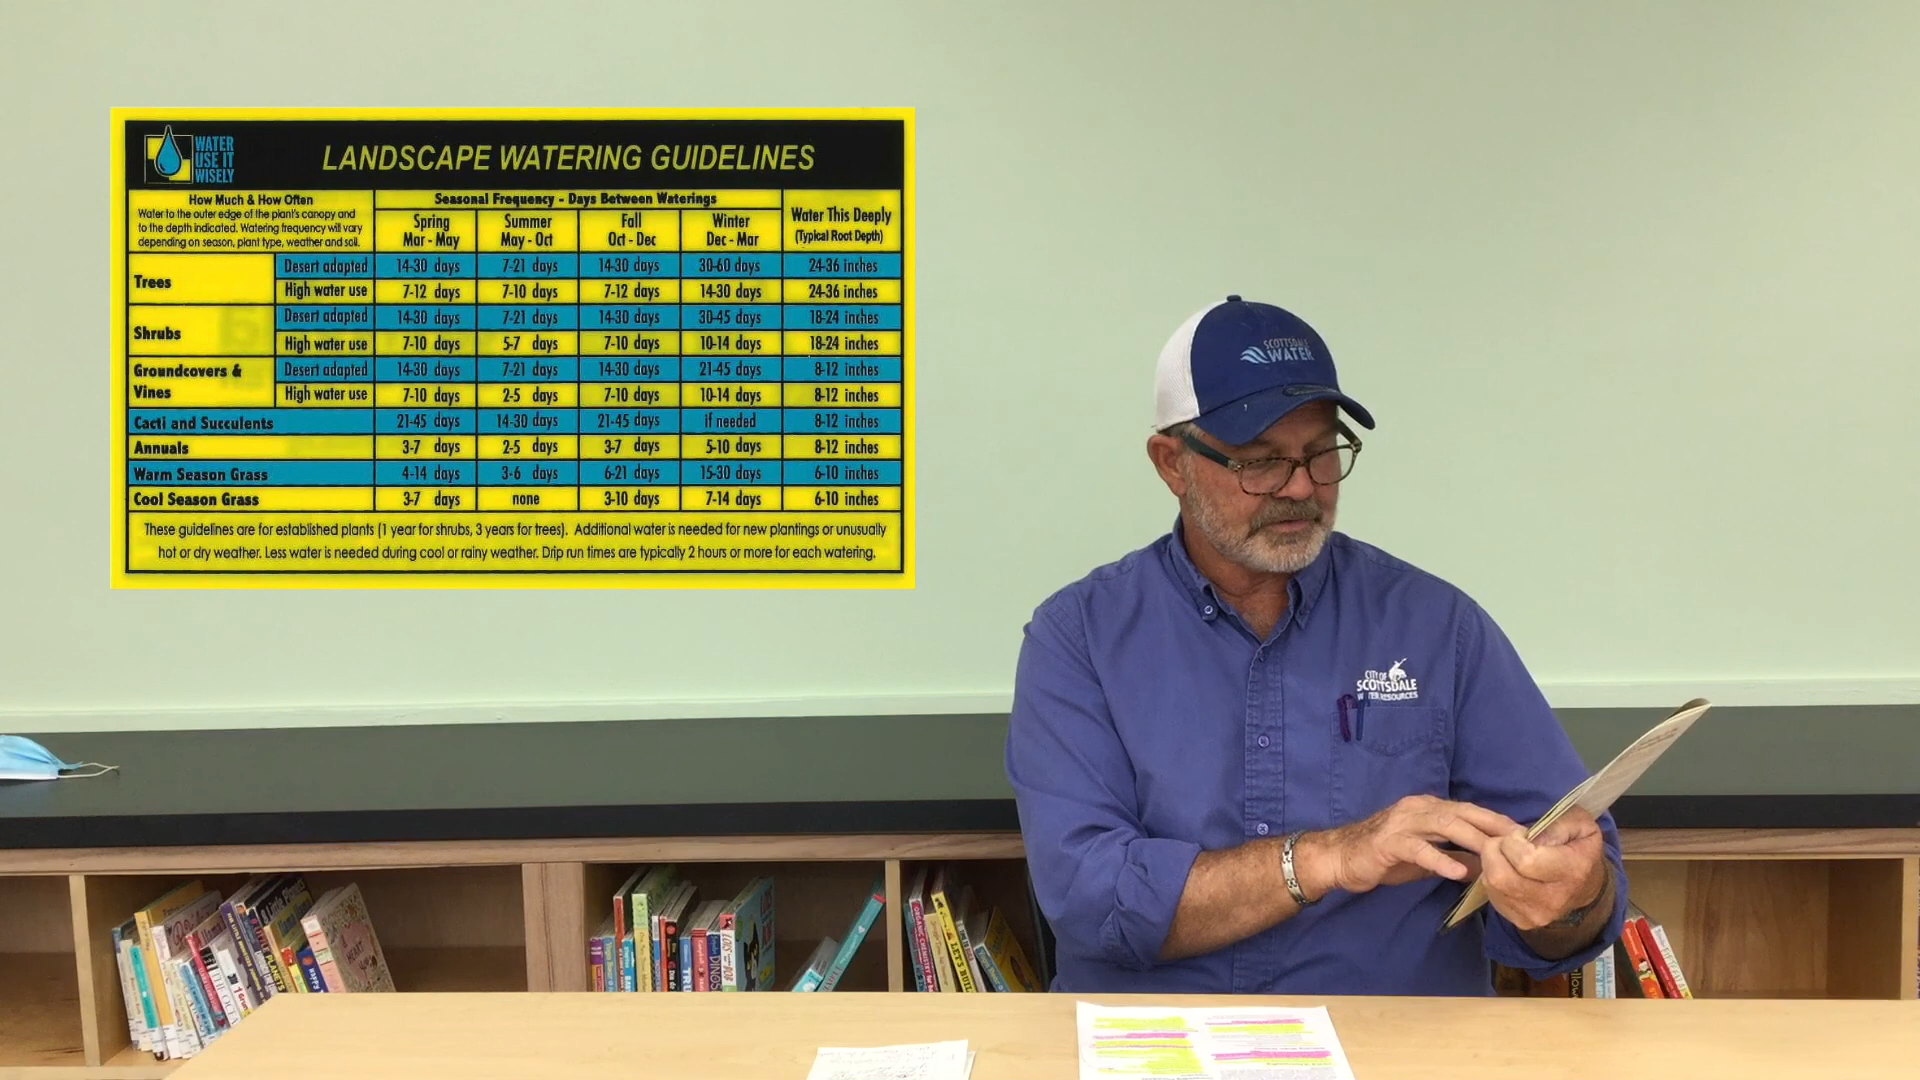 WATER
USE IT
WISELY
LANDSCAPE WATERING GUIDELINES
How Much & How Often
Water to the outer edge of the plant's canopy and
to the depth indicated. Watering frequency will vary
depending on season, plant type, weather and soil.
Seasonal Frequency - Days Between Waterings
Spring Summer Fall Winter
Mar - May May - Oct Oct - Dec Dec - Mar
Water This Deeply
(Typical Root Depth)
Trees
Desert adapted 14-30 days 7-21 days 14-30 days 30-60 days 24-36 inches
High water use 7-12 days 7-10 days 7-12 days 14-30 days 24-36 inches
Shrubs
Desert adapted 14-30 days 7-21 days 14-30 days 30-45 days 18-24 inches
High water use 7-10 days 5-7 days 7-10 days 10-14 days 18-24 inches
Groundcovers &
Vines
Desert adapted 14-30 days 7-21 days 14-30 days 21-45 days 8-12 inches
High water use 7-10 days 2-5 days 7-10 days 10-14 days 8-12 inches
Cacti and Succulents 21-45 days 14-30 days 21-45 days if needed 8-12 inches
Annuals 3-7 days 2-5 days 3-7 days 5-10 days 8-12 inches
Warm Season Grass 4-14 days 3-6 days 6-21 days 15-30 days 6-10 inches
Cool Season Grass 3-7 days none 3-10 days 7-14 days 6-10 inches
These guidelines are for established plants (1 year for shrubs, 3 years for trees). Additional water is needed for new plantings or unusually
hot or dry weather. Less water is needed during cool or rainy weather. Drip run times are typically 2 hours or more for each watering.
SCOTTSDALE
WATER
CITY OF
SCOTTSDALE
WATER RESOURCES